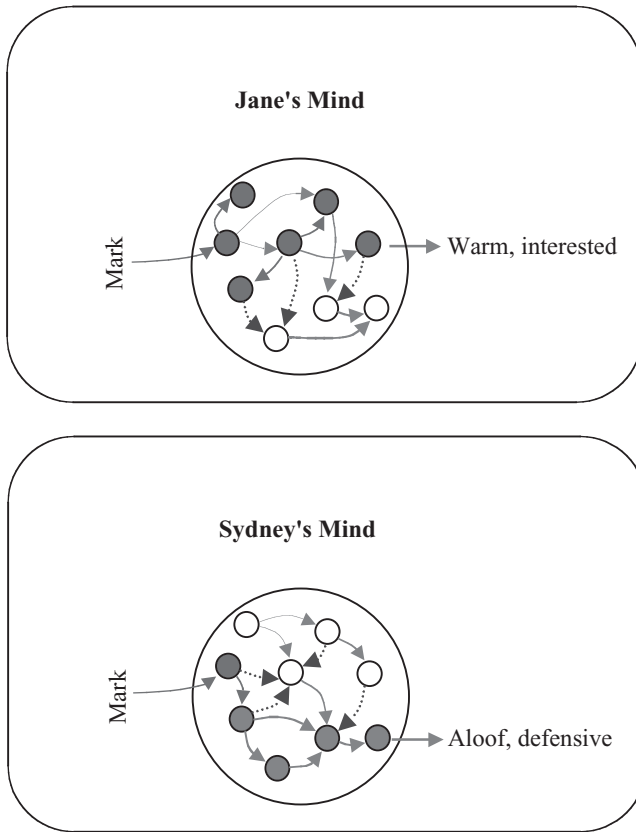 Jane's Mind
Mark
Warm, interested
Sydney's Mind
Mark
Aloof, defensive